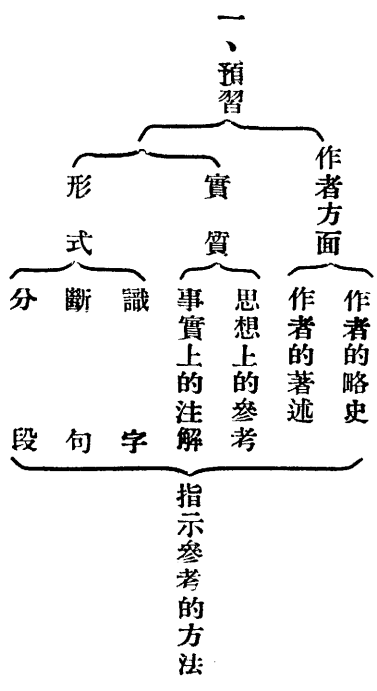 一、預習
作者方面
作者的略史
作者的著述
實質
思想上的參考
事實上的注解
形式
識字
斷句
分段
指示參考的方法